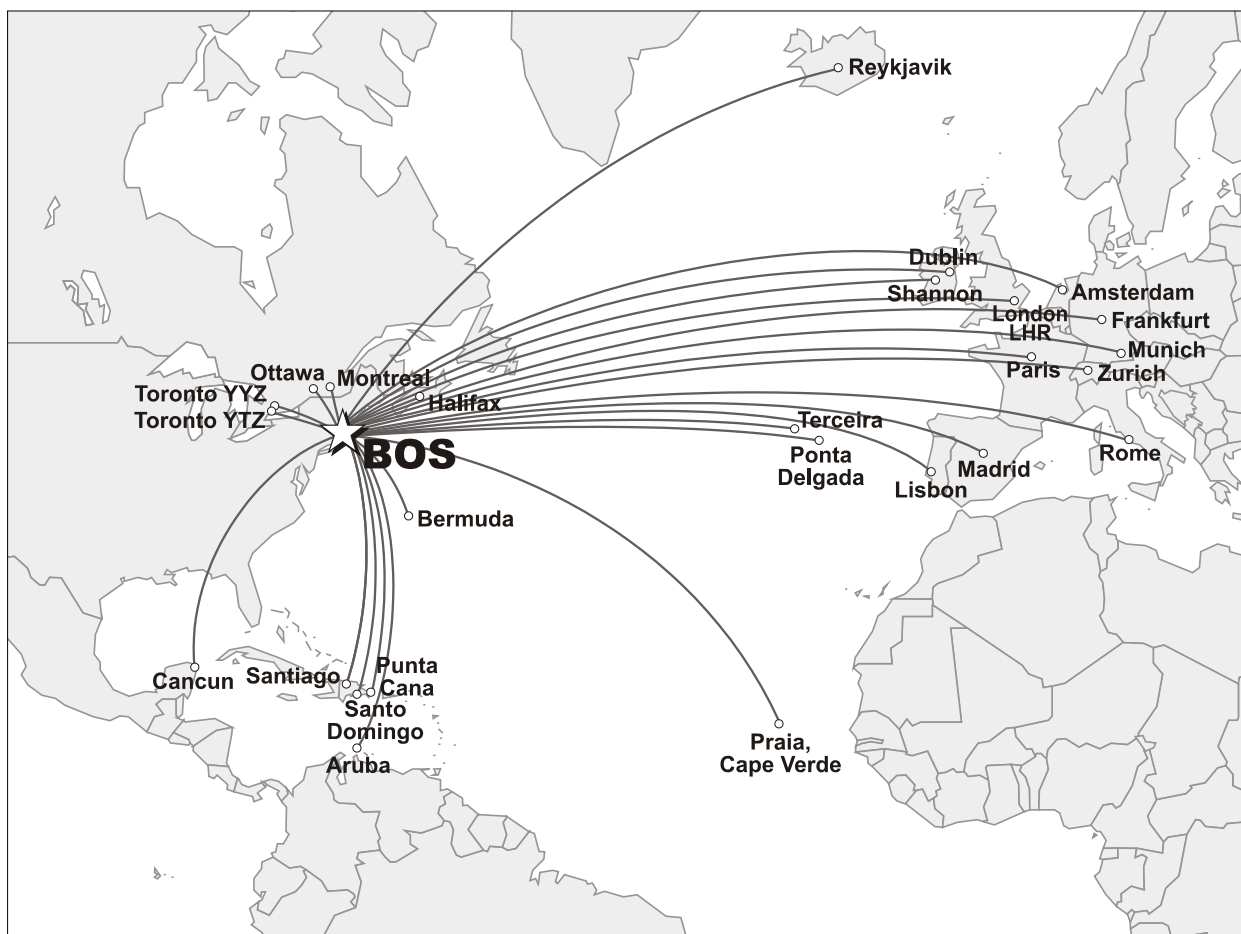 Reykjavik
Dublin
Shannon
Amsterdam
London
LHR
Frankfurt
Munich
Paris
Zurich
Ottawa
Montreal
Toronto YYZ
Toronto YTZ
Halifax
BOS
Terceira
Ponta
Delgada
Lisbon
Madrid
Rome
Bermuda
Cancun
Santiago
Punta
Cana
Santo
Domingo
Aruba
Praia,
Cape Verde